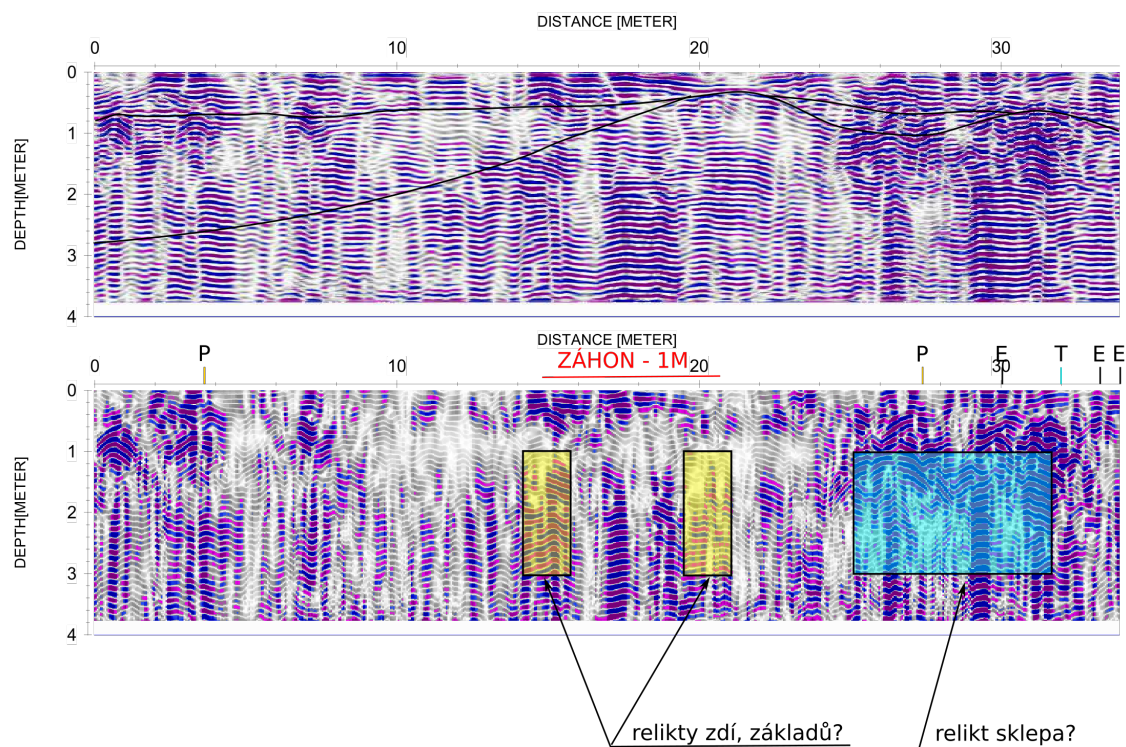 DISTANCE [METER]
0 10 20 30
0
1
2
3
4
DEPTH[METER]
DISTANCE [METER]
P ZÁHON - 1M P E T E E
0 10 20 30
0
1
2
3
4
DEPTH[METER]
relikty zdí, základů? relikt sklepa?